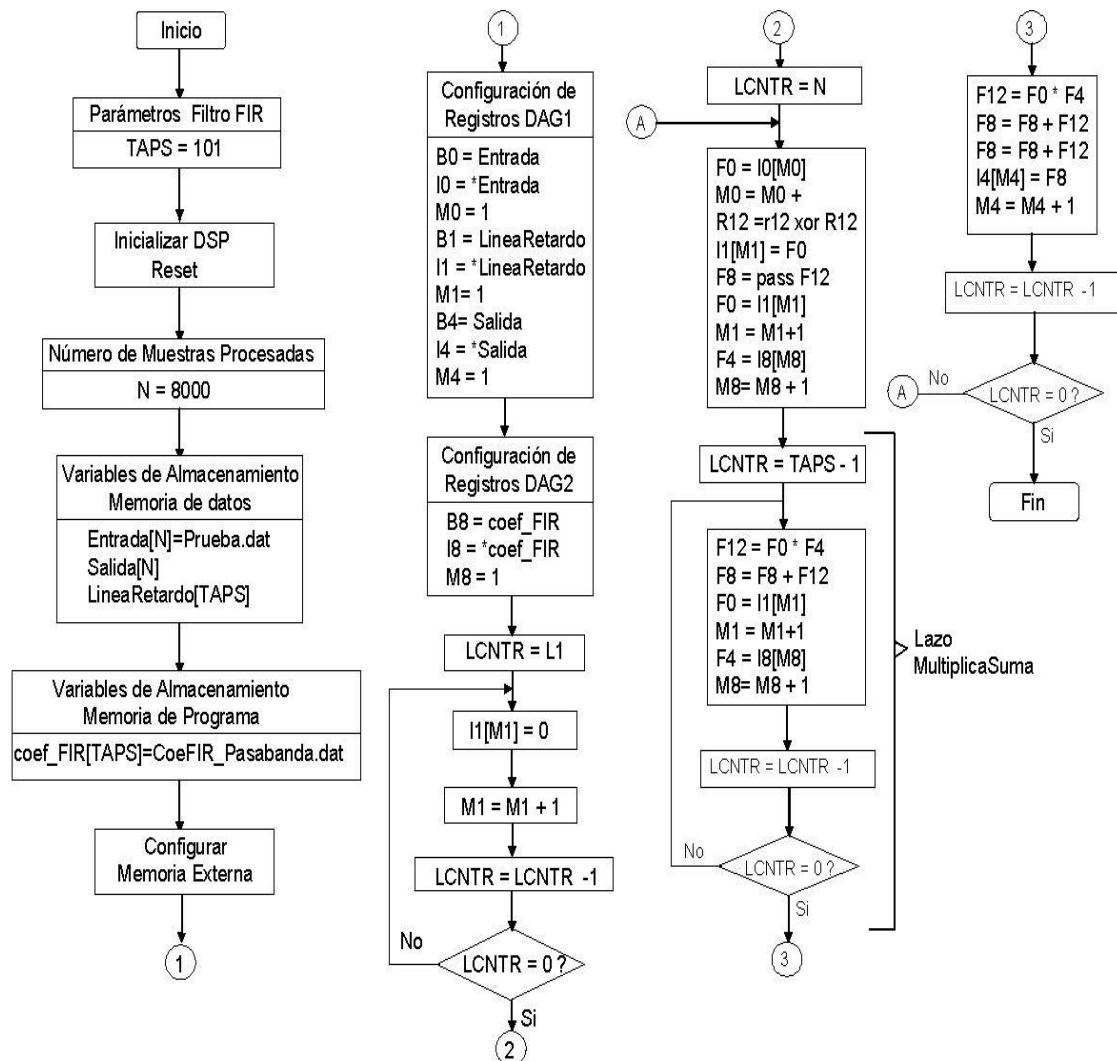 Inicio
Parámetros Filtro FIR
TAPS = 101
Inicializar DSP
Reset
Número de Muestras Procesadas
N = 8000
Variables de Almacenamiento
Memoria de datos
Entrada[N]=Prueba.dat
Salida[N]
LineaRetardo[TAPS]
Variables de Almacenamiento
Memoria de Programa
coef_FIR[TAPS]=CoeFIR_Pasabanda.dat
Configurar
Memoria Externa
1
1
Configuración de
Registros DAG1
B0 = Entrada
I0 = *Entrada
M0 = 1
B1 = LineaRetardo
I1 = *LineaRetardo
M1= 1
B4= Salida
I4 = *Salida
M4 = 1
Configuración de
Registros DAG2
B8 = coef_FIR
I8 = *coef_FIR
M8 = 1
LCNTR = L1
I1[M1] = 0
M1 = M1 + 1
LCNTR = LCNTR -1
No
LCNTR = 0 ?
Si
2
2
LCNTR = N
A
F0 = I0[M0]
M0 = M0 +
R12 =r12 xor R12
I1[M1] = F0
F8 = pass F12
F0 = I1[M1]
M1 = M1+1
F4 = I8[M8]
M8= M8 + 1
LCNTR = TAPS - 1
F12 = F0 * F4
F8 = F8 + F12
F0 = I1[M1]
M1 = M1+1
F4 = I8[M8]
M8= M8 + 1
Lazo
MultiplicaSuma
LCNTR = LCNTR -1
No
LCNTR = 0 ?
Si
3
3
F12 = F0 * F4
F8 = F8 + F12
F8 = F8 + F12
I4[M4] = F8
M4 = M4 + 1
LCNTR = LCNTR -1
A
No
LCNTR = 0 ?
Si
Fin